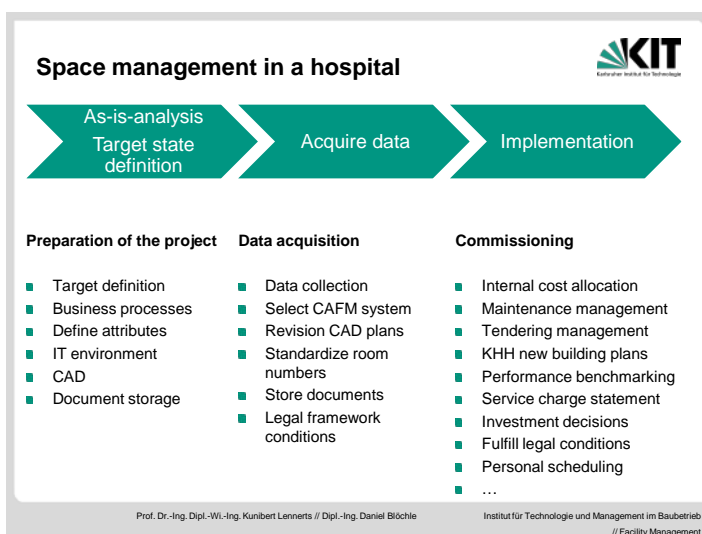 Space management in a hospital
KIT
Karlsruher Institut für Technologie
As-is-analysis
Target state
definition
Acquire data
Implementation
Preparation of the project
Target definition
Business processes
Define attributes
IT environment
CAD
Document storage
Data acquisition
Data collection
Select CAFM system
Revision CAD plans
Standardize room
numbers
Store documents
Legal framework
conditions
Commissioning
Internal cost allocation
Maintenance management
Tendering management
KHH new building plans
Performance benchmarking
Service charge statement
Investment decisions
Fulfill legal conditions
Personal scheduling
…
Prof. Dr.-Ing. Dipl.-Wi.-Ing. Kunibert Lennerts // Dipl.-Ing. Daniel Blöchle
Institut für Technologie und Management im Baubetrieb
// Facility Management